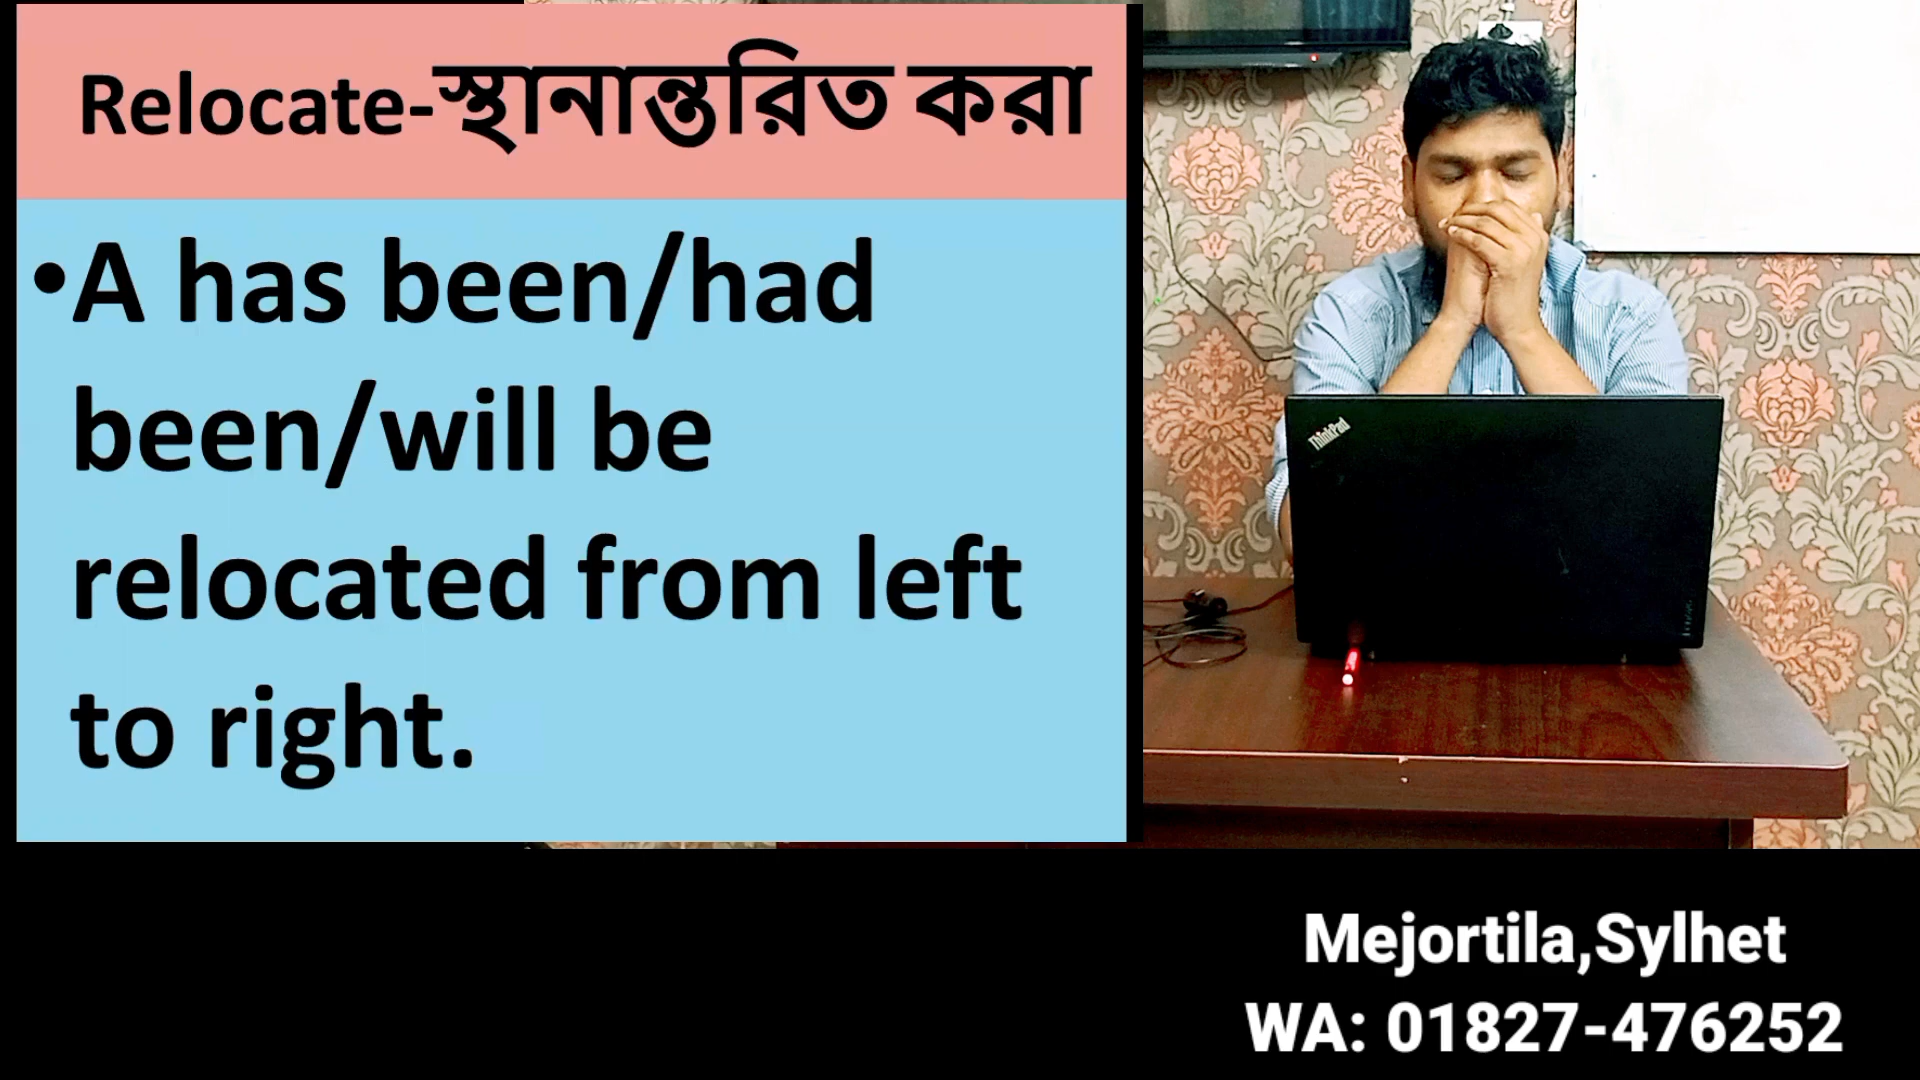 Relocate-স্থানান্তরিত করা
•A has been/had
been/will be
relocated from left
to right.
ThinkPad
Mejortila,Sylhet
WA: 01827-476252